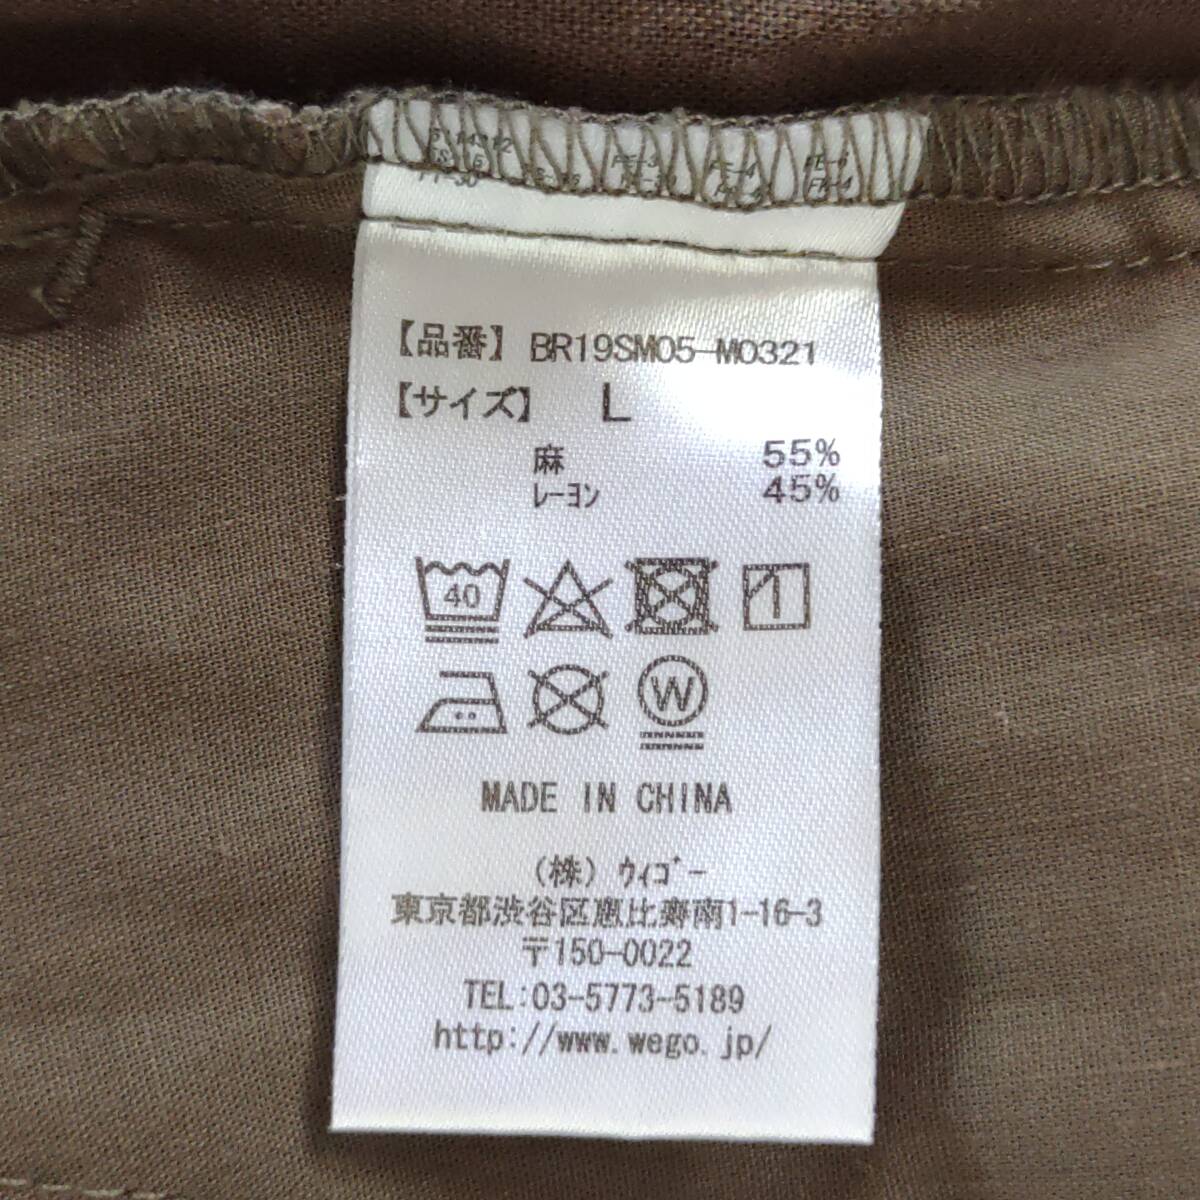 【品番】 BR19SM05-M0321
【サイズ】 L
麻 55%
ﾚｰﾖﾝ 45%
40
W
MADE IN CHINA
(株) ｳｨｺﾞｰ
東京都渋谷区恵比寿南1-16-3
〒150-0022
TEL:03-5773-5189
http://www.wego.jp/